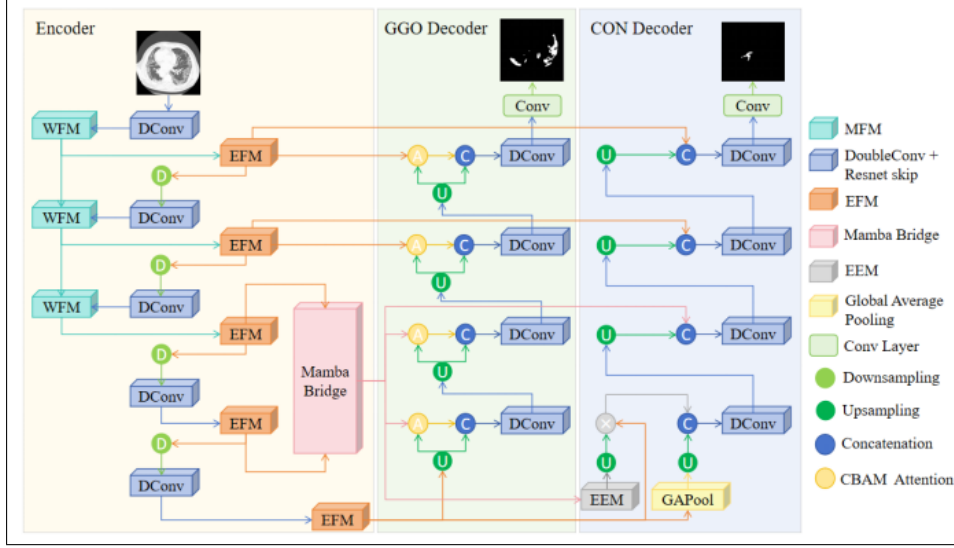 Encoder
GGO Decoder
CON Decoder
Conv
Conv
WFM
DConv
EFM
A
C
DConv
U
C
DConv
D
U
WFM
DConv
EFM
A
C
DConv
U
C
DConv
D
U
WFM
DConv
EFM
A
C
DConv
U
C
DConv
D
Mamba
Bridge
U
DConv
EFM
A
C
DConv
×
C
DConv
D
U
U
U
DConv
EEM
GAPool
EFM
MFM
DoubleConv +
Resnet skip
EFM
Mamba Bridge
EEM
Global Average
Pooling
Conv Layer
D Downsampling
U Upsampling
C Concatenation
A CBAM Attention